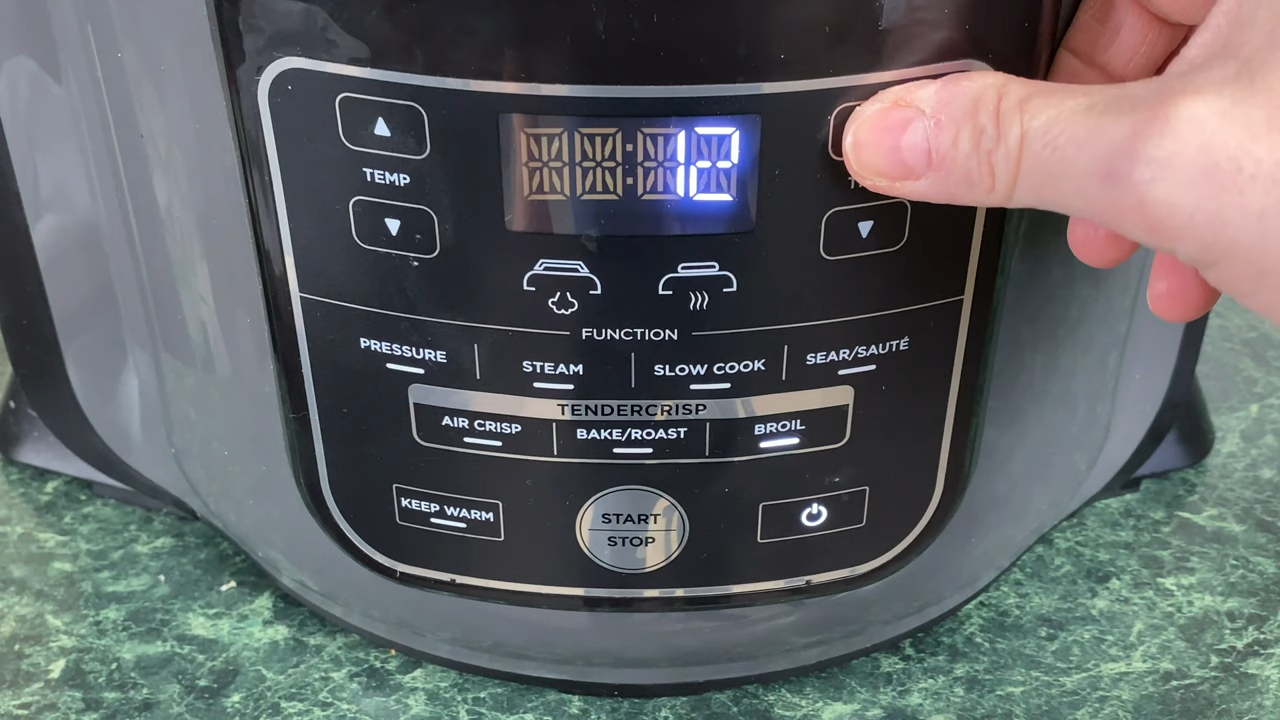 12
TEMP
FUNCTION
PRESSURE STEAM SLOW COOK SEAR/SAUTÉ
TENDERCRISP
AIR CRISP BAKE/ROAST BROIL
KEEP WARM
START
STOP